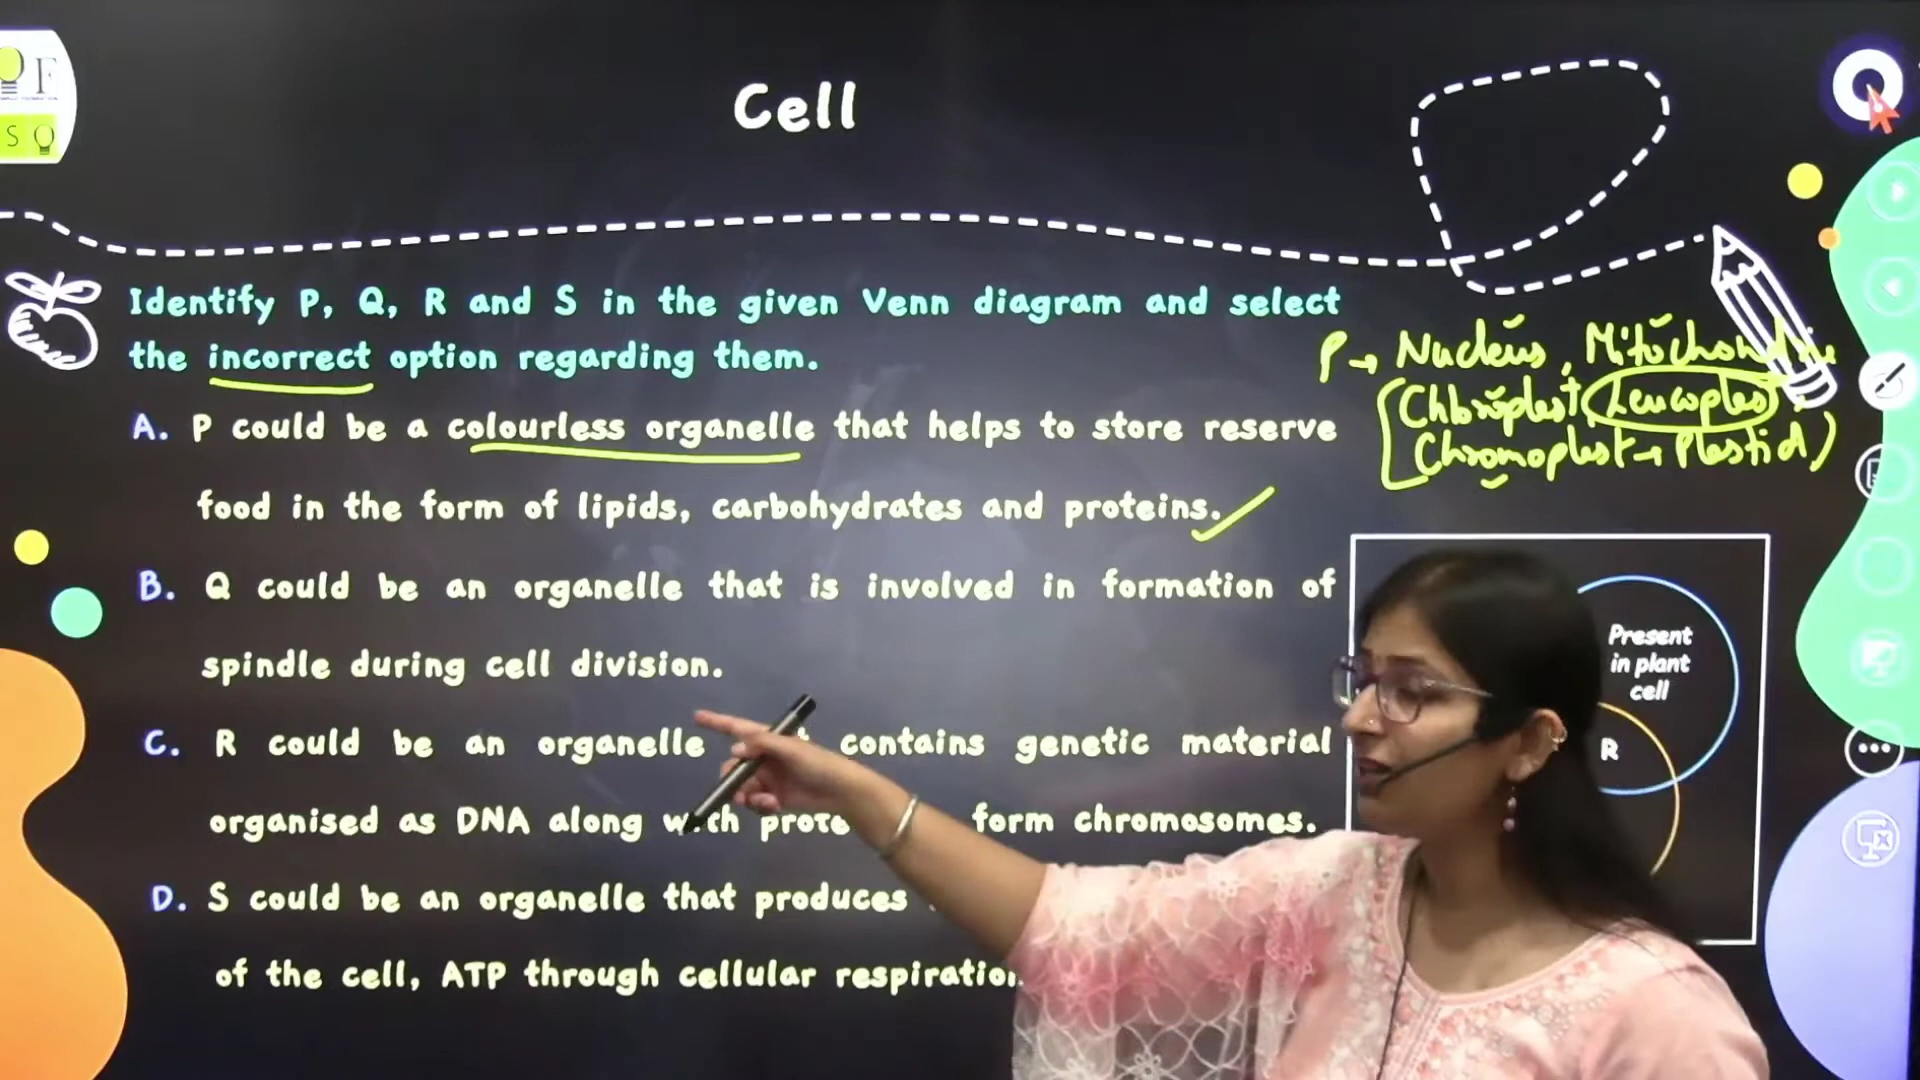 F
S
Cell
Identify P, Q, R and S in the given Venn diagram and select
the incorrect option regarding them.
A. P could be a colourless organelle that helps to store reserve
food in the form of lipids, carbohydrates and proteins.
B. Q could be an organelle that is involved in formation of
spindle during cell division.
C. R could be an organelle contains genetic material
organised as DNA along with form chromosomes.
D. S could be an organelle that produces
of the cell, ATP through cellular respiration.
P → Nucleus, Mitochondri
(Chloroplast, Leucoplast
Chromoplast → Plastid)
Present
in plant
cell
R